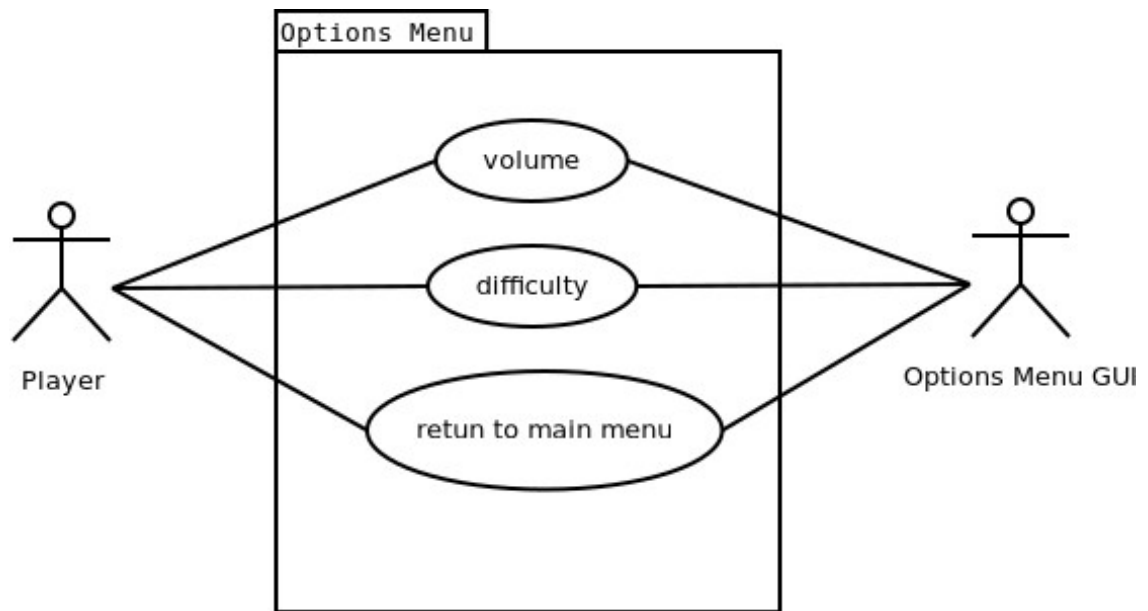 Options Menu
volume
difficulty
Player
Options Menu GUI
retun to main menu